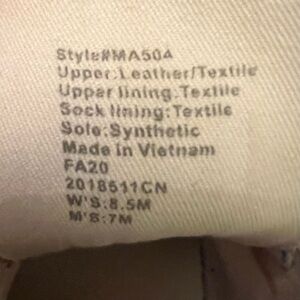 Style#MA504
Upper:Leather/Textile
Upper lining:Textile
Sock lining:Textile
Sole:Synthetic
Made in Vietnam
FA20
2018511CN
W'S:8.5M
M'S:7M